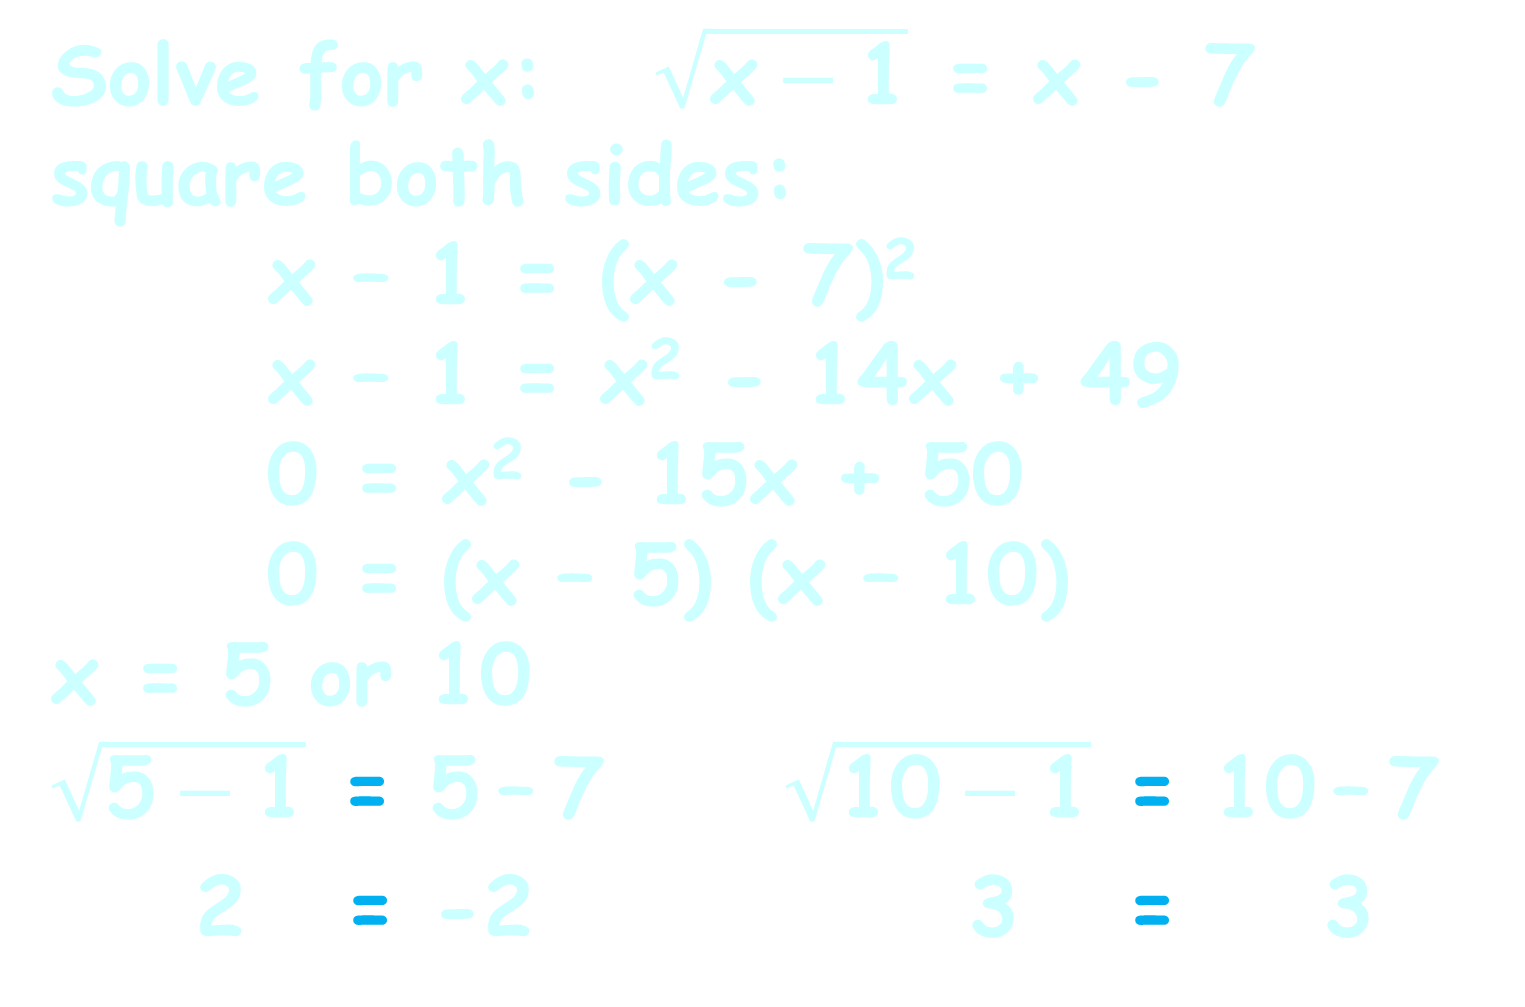 Solve for x: √x − 1 = x - 7
square both sides:
x - 1 = (x - 7)²
x - 1 = x² - 14x + 49
0 = x² - 15x + 50
0 = (x - 5) (x - 10)
x = 5 or 10
√5 − 1 = 5-7 √10 − 1 = 10-7
2 = -2 3 = 3